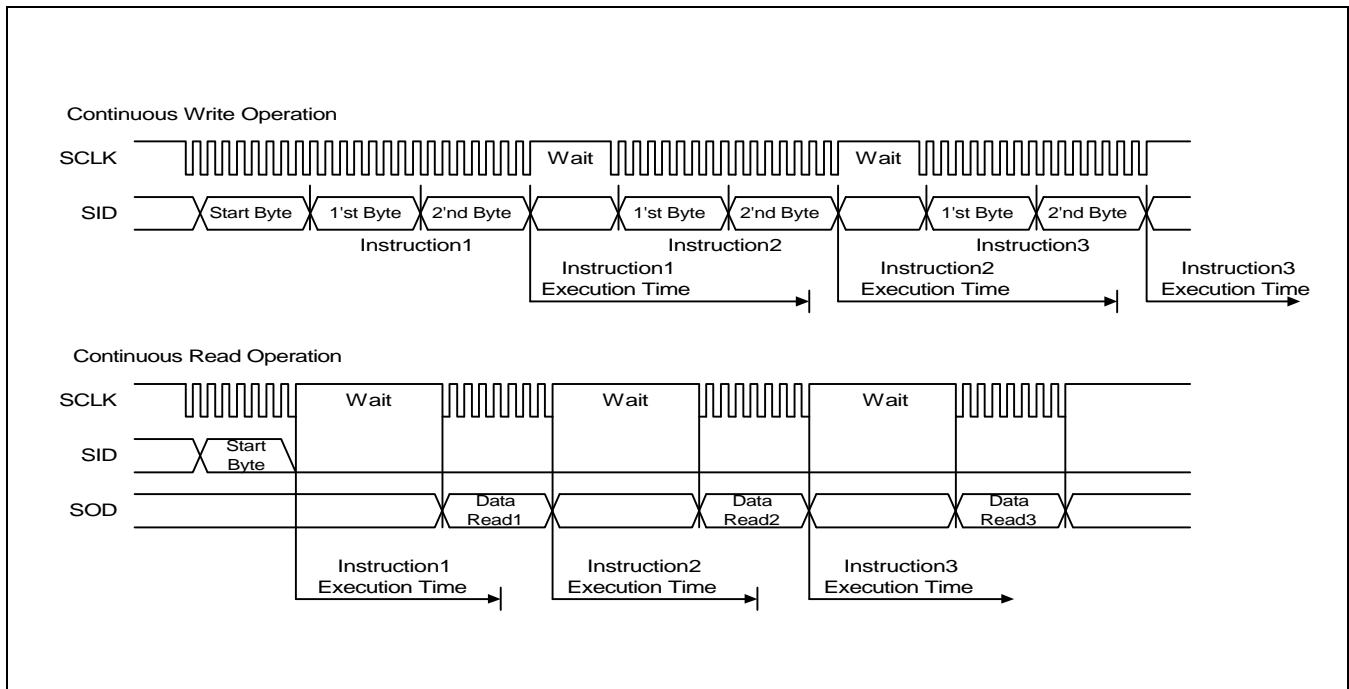 Continuous Write Operation
SCLK Wait Wait
SID Start Byte 1'st Byte 2'nd Byte 1'st Byte 2'nd Byte 1'st Byte 2'nd Byte
Instruction1 Instruction2 Instruction3
Instruction1 Instruction2 Instruction3
Execution Time Execution Time Execution Time
Continuous Read Operation
SCLK Wait Wait Wait
SID Start
Byte
SOD Data Data Data
Read1 Read2 Read3
Instruction1 Instruction2 Instruction3
Execution Time Execution Time Execution Time